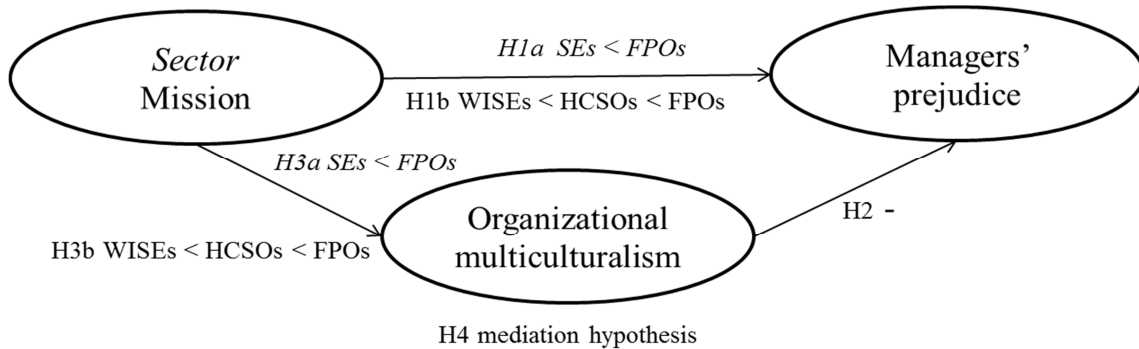 Sector
Mission
H1a SEs < FPOs
H1b WISEs < HCSOs < FPOs
Managers’
prejudice
H3a SEs < FPOs
H3b WISEs < HCSOs < FPOs
Organizational
multiculturalism
H2 -
H4 mediation hypothesis